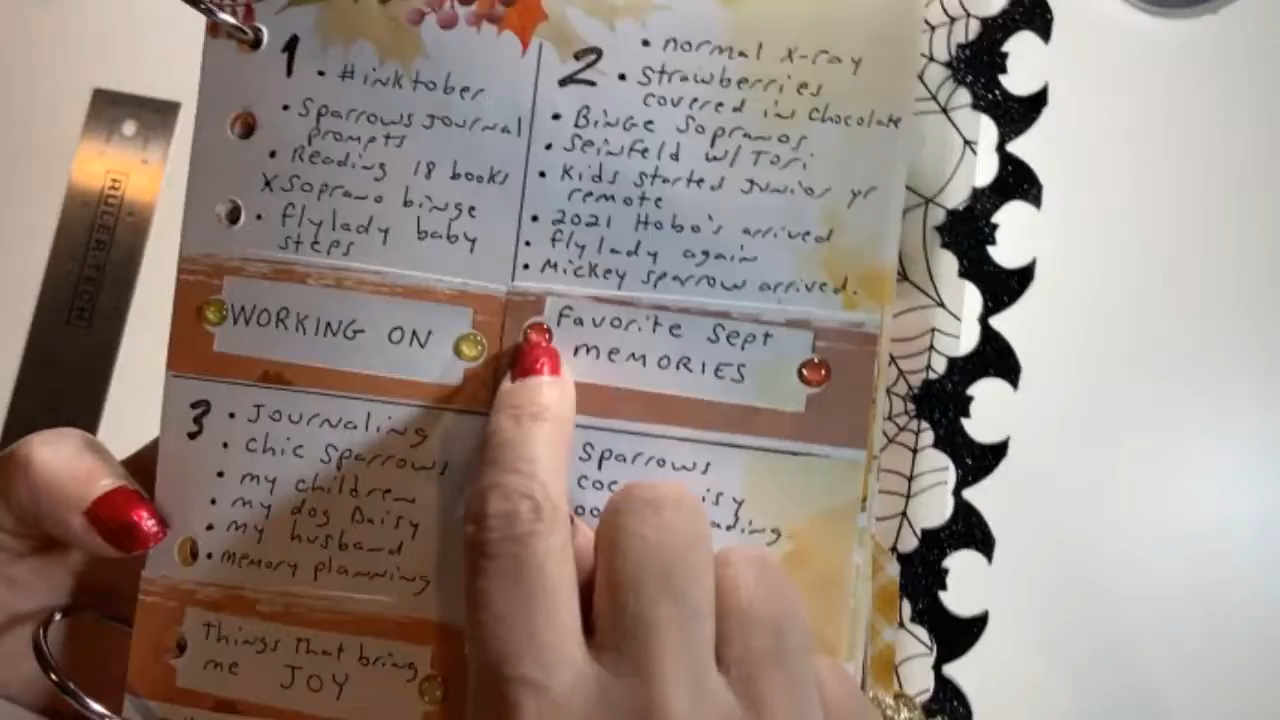 1
• #inktober
• Sparrows Journal
prompts
• Reading 18 books
X Soprano binge
• flylady baby
steps
WORKING ON
2
• normal X-ray
• strawberries
covered in chocolate
• Binge Sopranos
• Seinfeld w/ Tori
• Kids started Junior yr
remote
• 2021 Hobo's arrived
• flylady again
• Mickey sparrow arrived.
Favorite Sept
MEMORIES
3
• Journaling
• chic sparrows
• my children
• my dog Daisy
• my husband
• memory planning
Things That bring
me JOY
Sparrows
RULERTECH